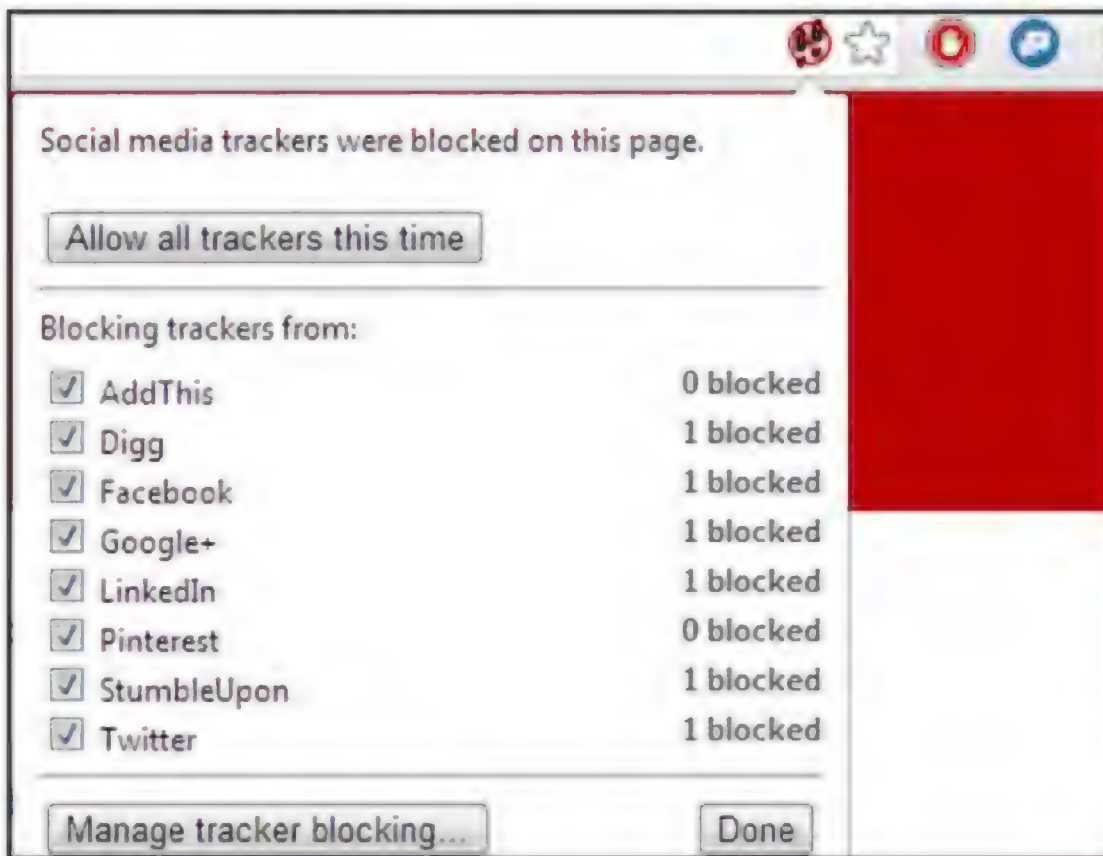 Social media trackers were blocked on this page.
Allow all trackers this time
Blocking trackers from:
AddThis 0 blocked
Digg 1 blocked
Facebook 1 blocked
Google+ 1 blocked
LinkedIn 1 blocked
Pinterest 0 blocked
StumbleUpon 1 blocked
Twitter 1 blocked
Manage tracker blocking... Done